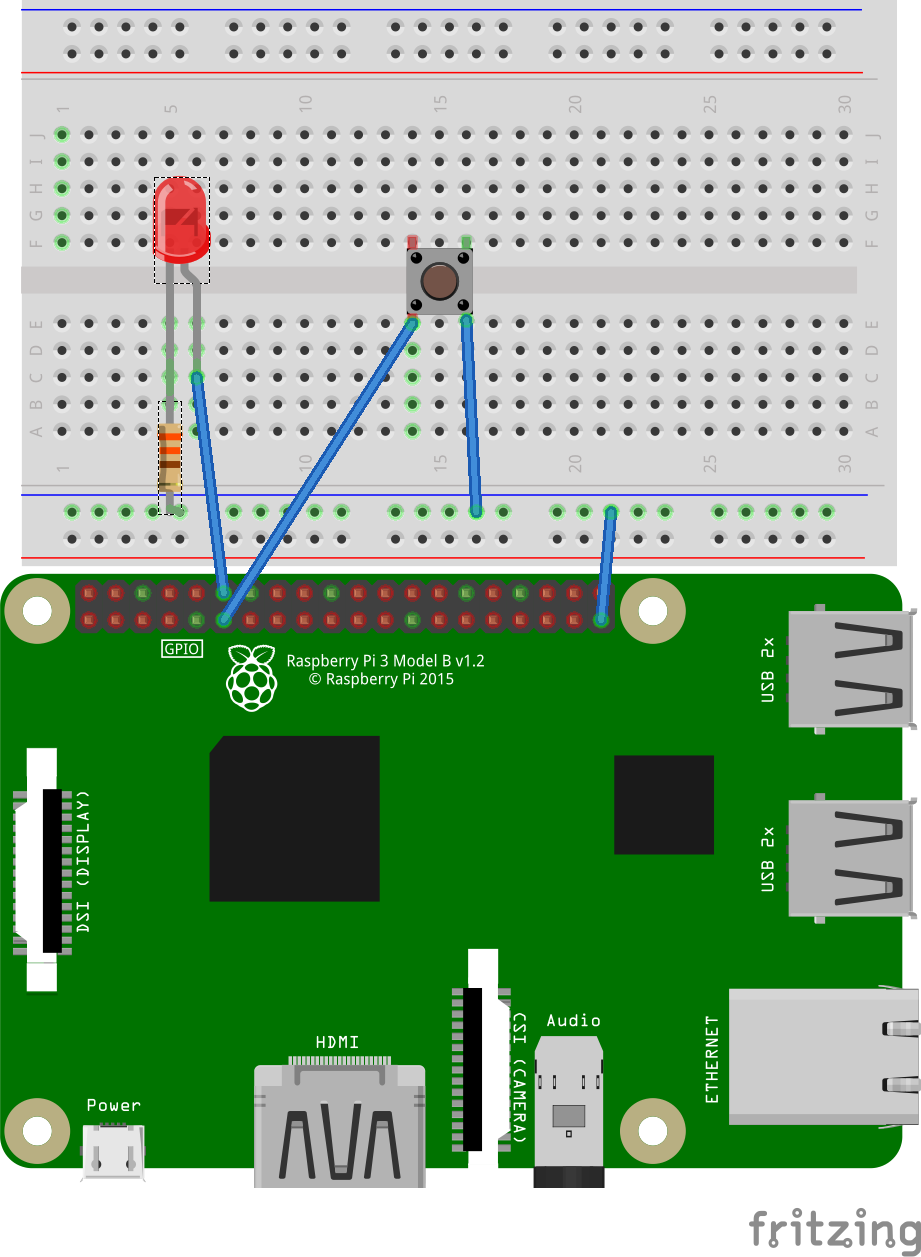 1 5 10 15 20 25 30
J J
I I
H H
G G
F F
E E
D D
C C
B B
A A
1 5 10 15 20 25 30
GPIO
Raspberry Pi 3 Model B v1.2
© Raspberry Pi 2015
USB 2x
DSI (DISPLAY)
USB 2x
CSI (CAMERA)
Audio
ETHERNET
HDMI
Power
fritzing